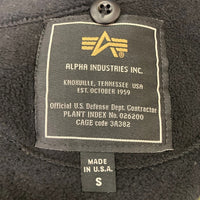 ALPHA INDUSTRIES INC.
KNOXVILLE, TENNESSEE USA
EST. OCTOBER 1959
Official U.S. Defense Dept. Contractor
PLANT INDEX No. 026200
CAGE code 3A382
MADE IN
U.S.A.
S